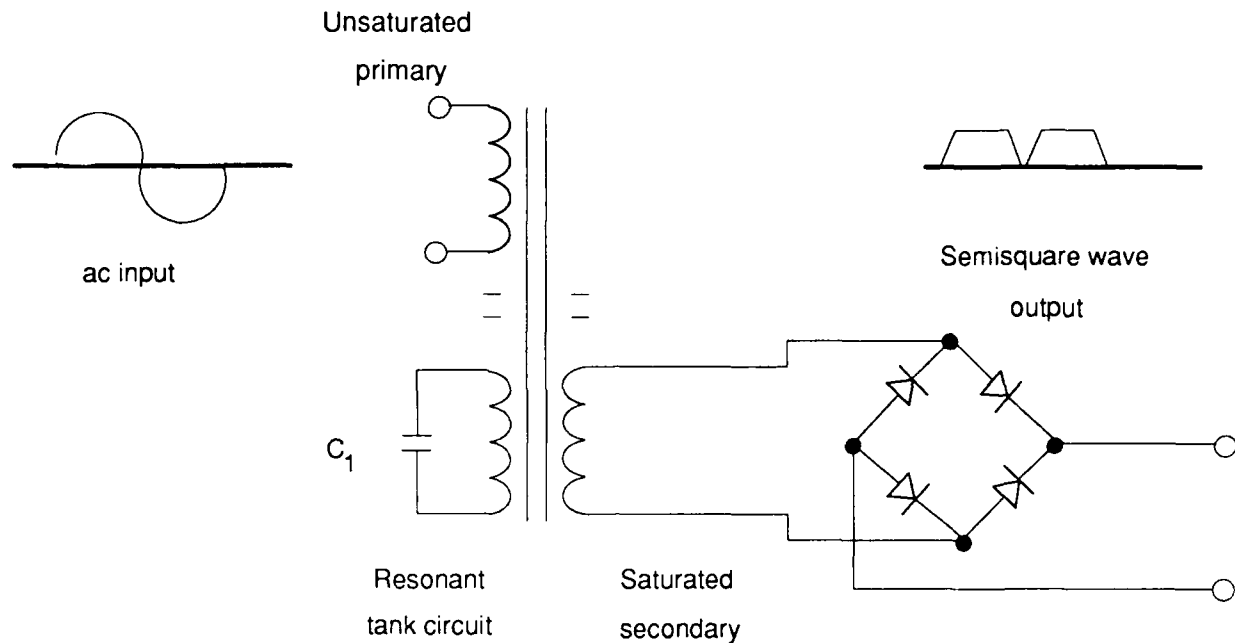 Unsaturated
primary
ac input
Semisquare wave
output
C₁
Resonant
tank circuit
Saturated
secondary